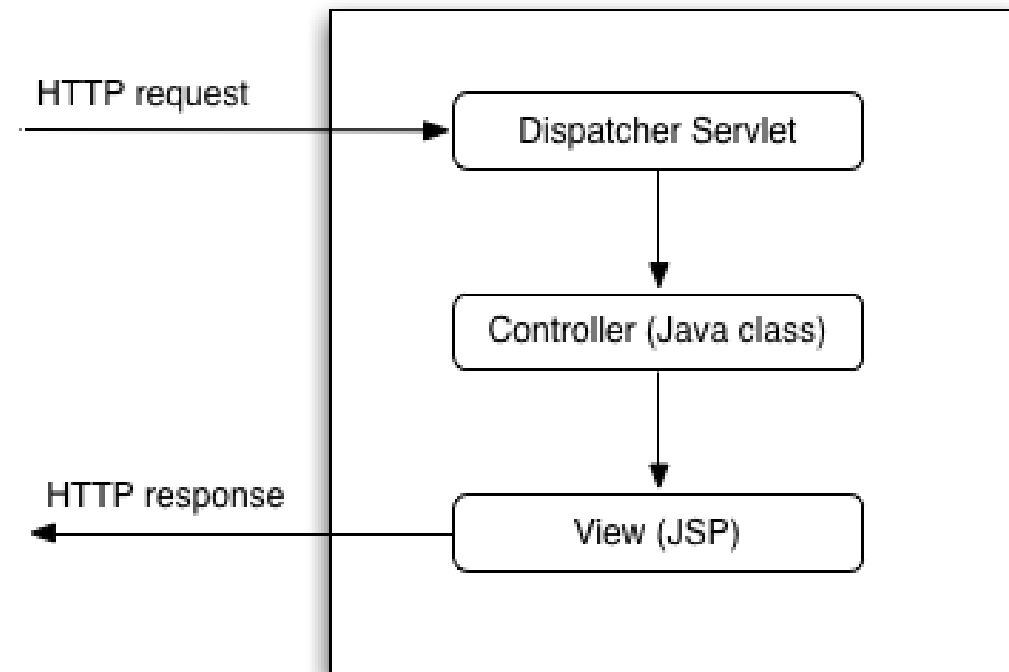 HTTP request
Dispatcher Servlet
Controller (Java class)
HTTP response
View (JSP)